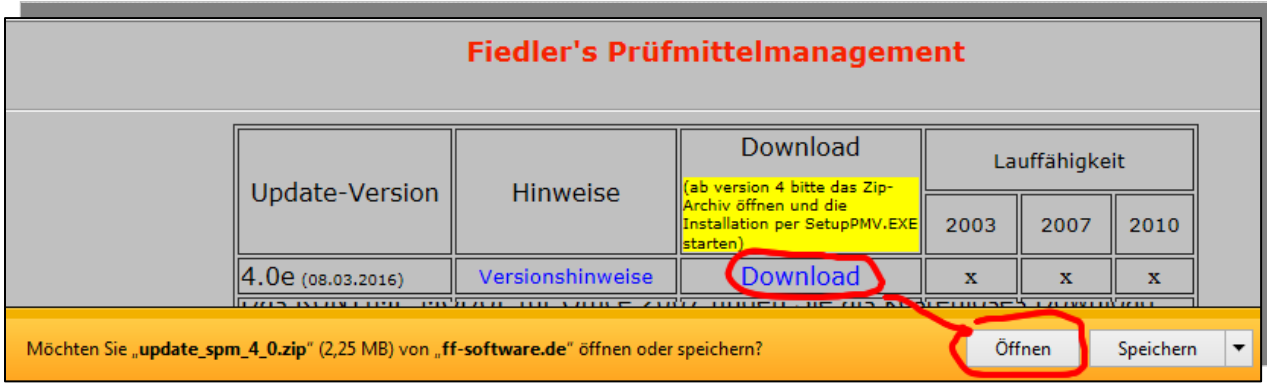 Fiedler's Prüfmittelmanagement
Update-Version
Hinweise
Download
(ab version 4 bitte das Zip-
Archiv öffnen und die
Installation per SetupPMV.EXE
starten)
Lauffähigkeit
2003 2007 2010
4.0e (08.03.2016) Versionshinweise Download x x x
Möchten Sie „update_spm_4_0.zip“ (2,25 MB) von „ff-software.de“ öffnen oder speichern? Öffnen Speichern